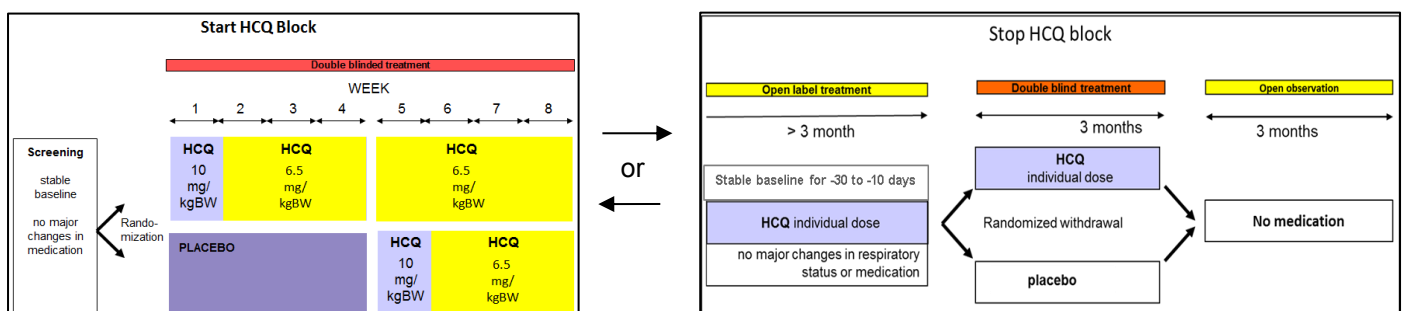 Start HCQ Block
Double blinded treatment
WEEK
1 2 3 4 5 6 7 8
Screening
stable
baseline
no major
changes in
medication
Rando-
mization
HCQ
10
mg/
kgBW
HCQ
6.5
mg/
kgBW
HCQ
6.5
mg/
kgBW
PLACEBO
HCQ
10
mg/
kgBW
HCQ
6.5
mg/
kgBW
or
Stop HCQ block
Open label treatment
> 3 month
Double blind treatment
3 months
Open observation
3 months
Stable baseline for -30 to -10 days
HCQ individual dose
no major changes in respiratory
status or medication
HCQ
individual dose
Randomized withdrawal
placebo
No medication